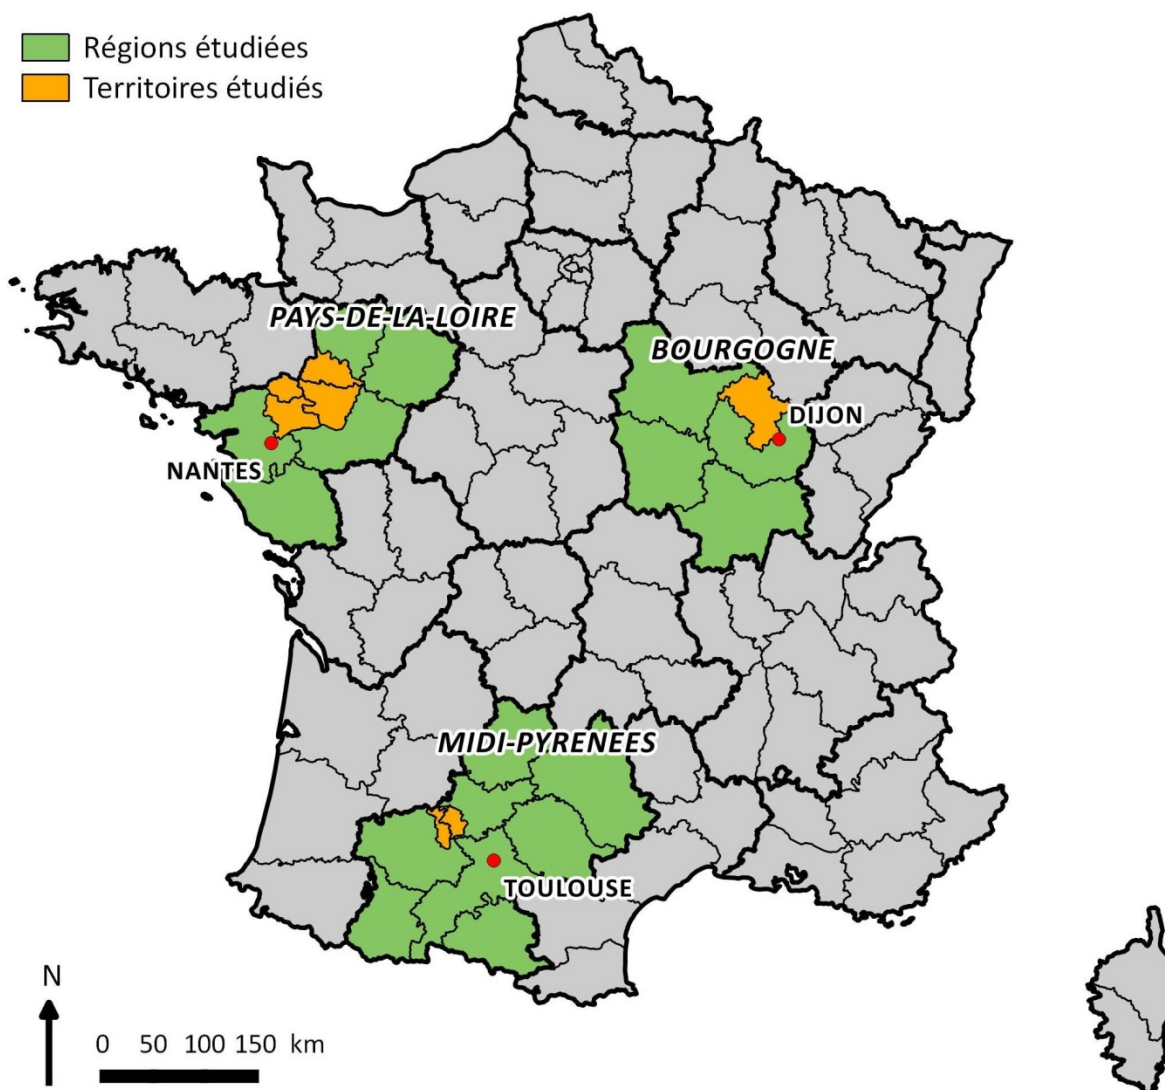 Régions étudiées
Territoires étudiés
PAYS-DE-LA-LOIRE
BOURGOGNE
DIJON
NANTES
MIDI-PYRENEES
TOULOUSE
N
0 50 100 150 km